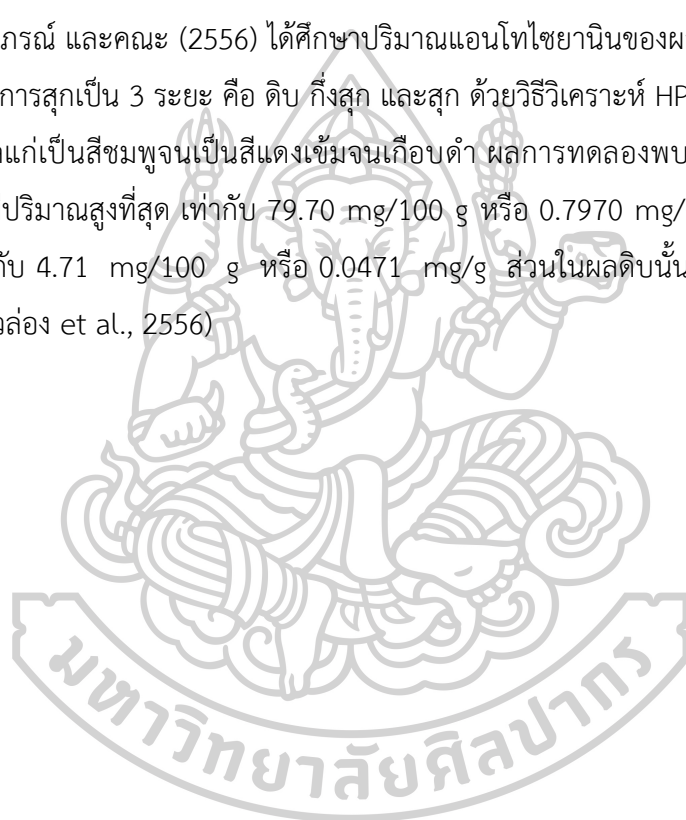 ภรณ์ และคณะ (2556) ได้ศึกษาปริมาณแอนโทไซยานินของผ
การสุกเป็น 3 ระยะ คือ ดิบ กึ่งสุก และสุก ด้วยวิธีวิเคราะห์ HP
แก่เป็นสีชมพูจนเป็นสีแดงเข้มจนเกือบดำ ผลการทดลองพบ
ปริมาณสูงที่สุด เท่ากับ 79.70 mg/100 g หรือ 0.7970 mg/
กับ 4.71 mg/100 g หรือ 0.0471 mg/g ส่วนในผลดิบนั้น
ล่อง et al., 2556)
มหาวิทยาลัยศิลปากร